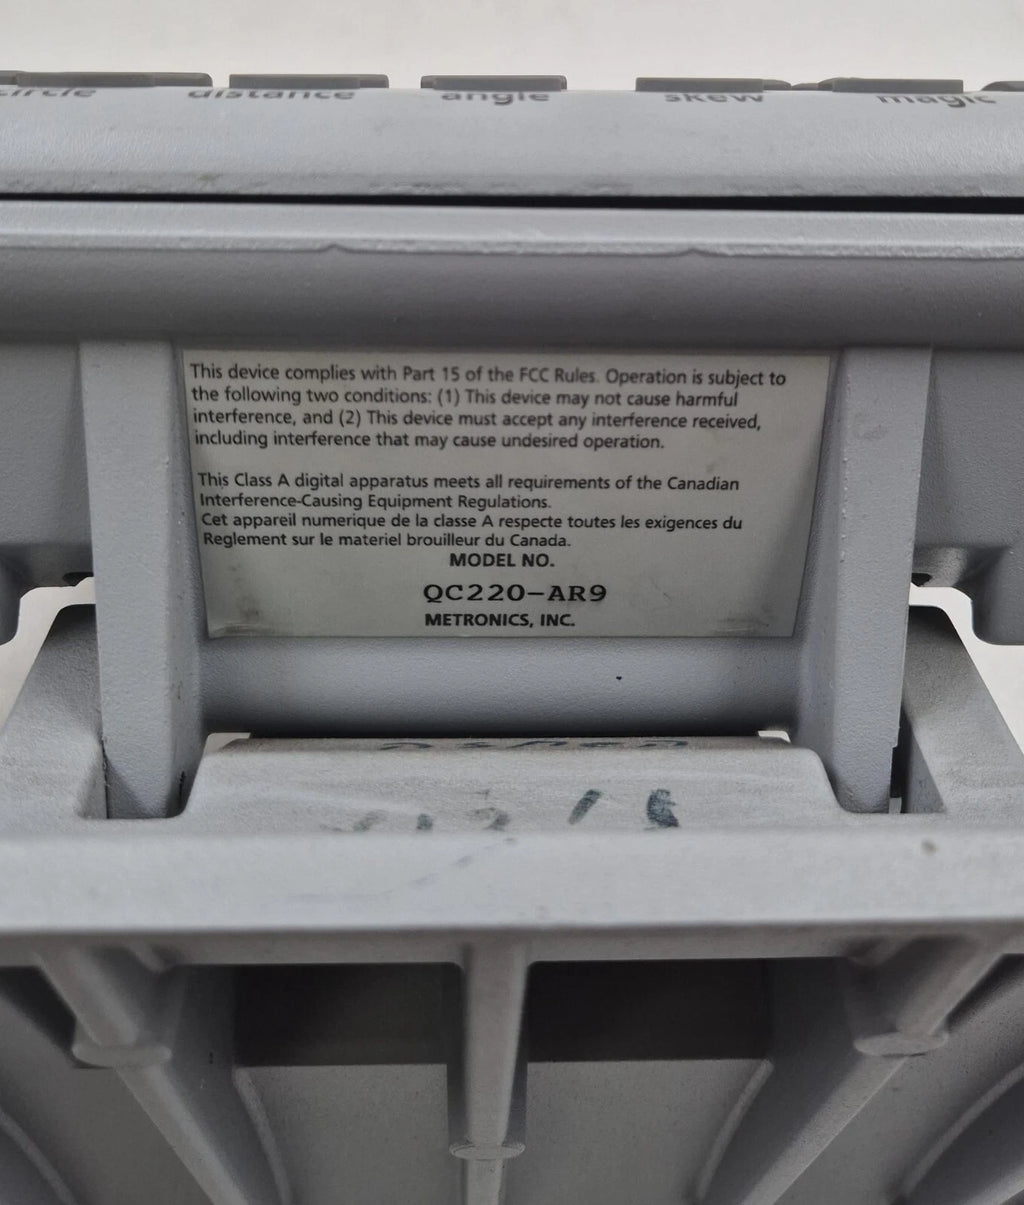 circle distance angle skew magic
This device complies with Part 15 of the FCC Rules. Operation is subject to
the following two conditions: (1) This device may not cause harmful
interference, and (2) This device must accept any interference received,
including interference that may cause undesired operation.
This Class A digital apparatus meets all requirements of the Canadian
Interference-Causing Equipment Regulations.
Cet appareil numerique de la classe A respecte toutes les exigences du
Reglement sur le materiel brouilleur du Canada.
MODEL NO.
QC220-AR9
METRONICS, INC.